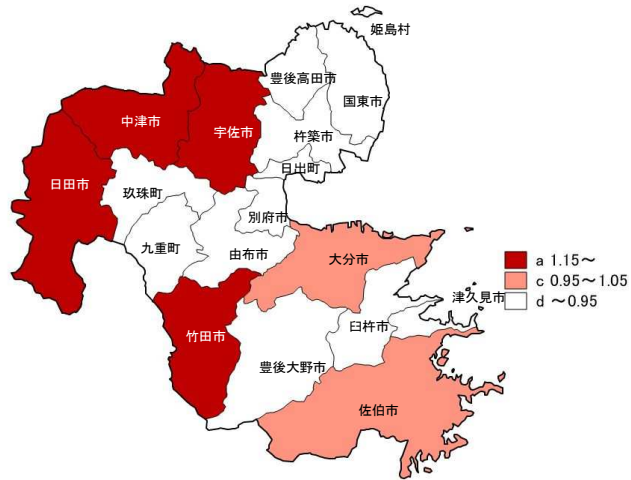 姫島村
豊後高田市
国東市
中津市
宇佐市
杵築市
日出町
日田市
玖珠町
別府市
九重町
由布市
大分市
a 1.15～
c 0.95～1.05
d ～0.95
津久見市
臼杵市
竹田市
豊後大野市
佐伯市